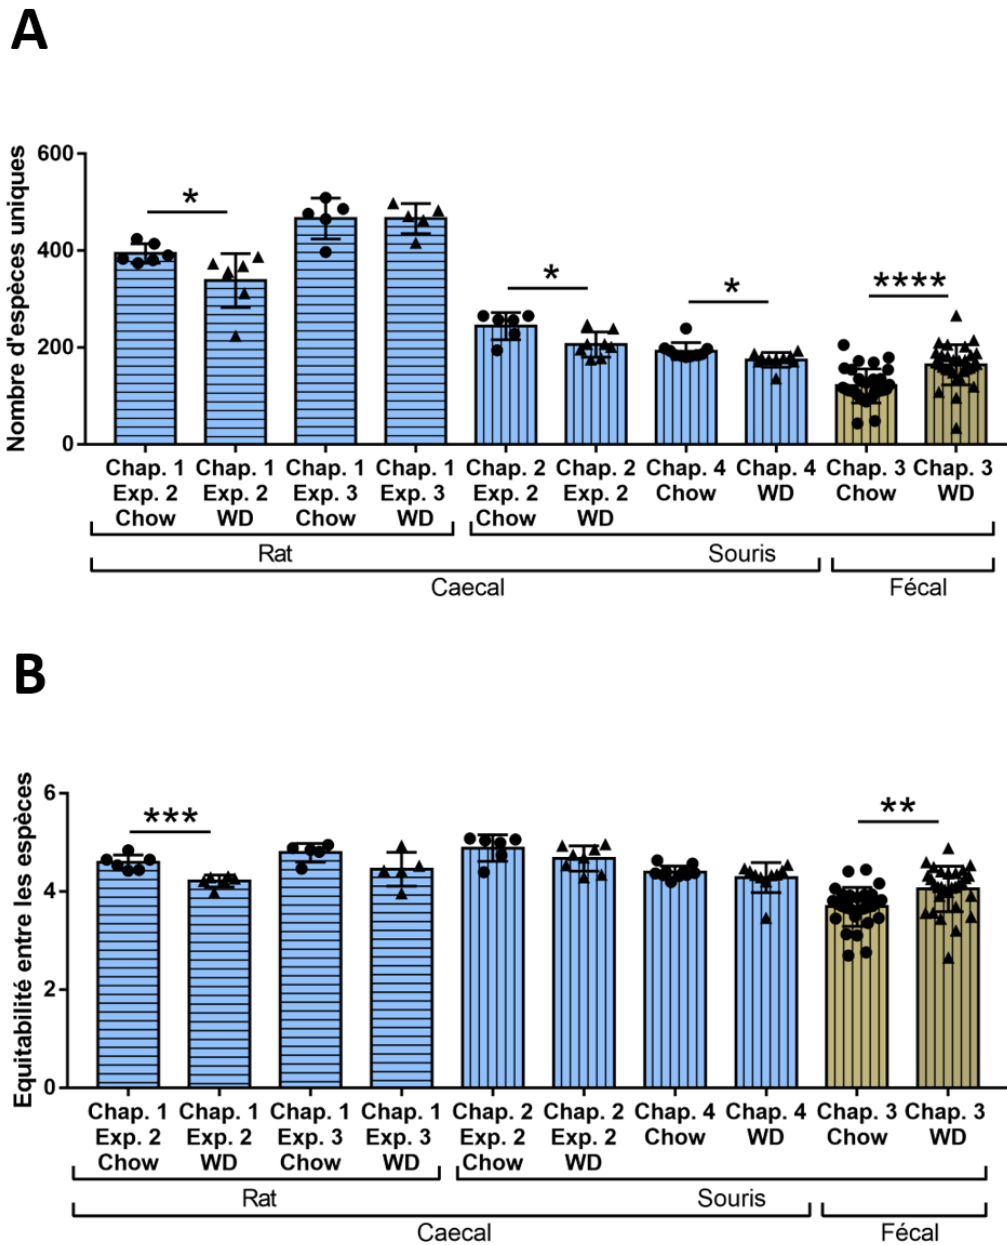 A
Nombre d'espèces uniques
600
400
200
0
*
*
*
****
Chap. 1 Chap. 1 Chap. 1 Chap. 1 Chap. 2 Chap. 2 Chap. 4 Chap. 4 Chap. 3 Chap. 3
Exp. 2 Exp. 2 Exp. 3 Exp. 3 Exp. 2 Exp. 2 Chow WD Chow WD
Chow WD Chow WD Chow WD
Rat Souris
Caecal Fécal
B
Equitabilité entre les espèces
6
4
2
0
***
**
Chap. 1 Chap. 1 Chap. 1 Chap. 1 Chap. 2 Chap. 2 Chap. 4 Chap. 4 Chap. 3 Chap. 3
Exp. 2 Exp. 2 Exp. 3 Exp. 3 Exp. 2 Exp. 2 Chow WD Chow WD
Chow WD Chow WD Chow WD
Rat Souris
Caecal Fécal